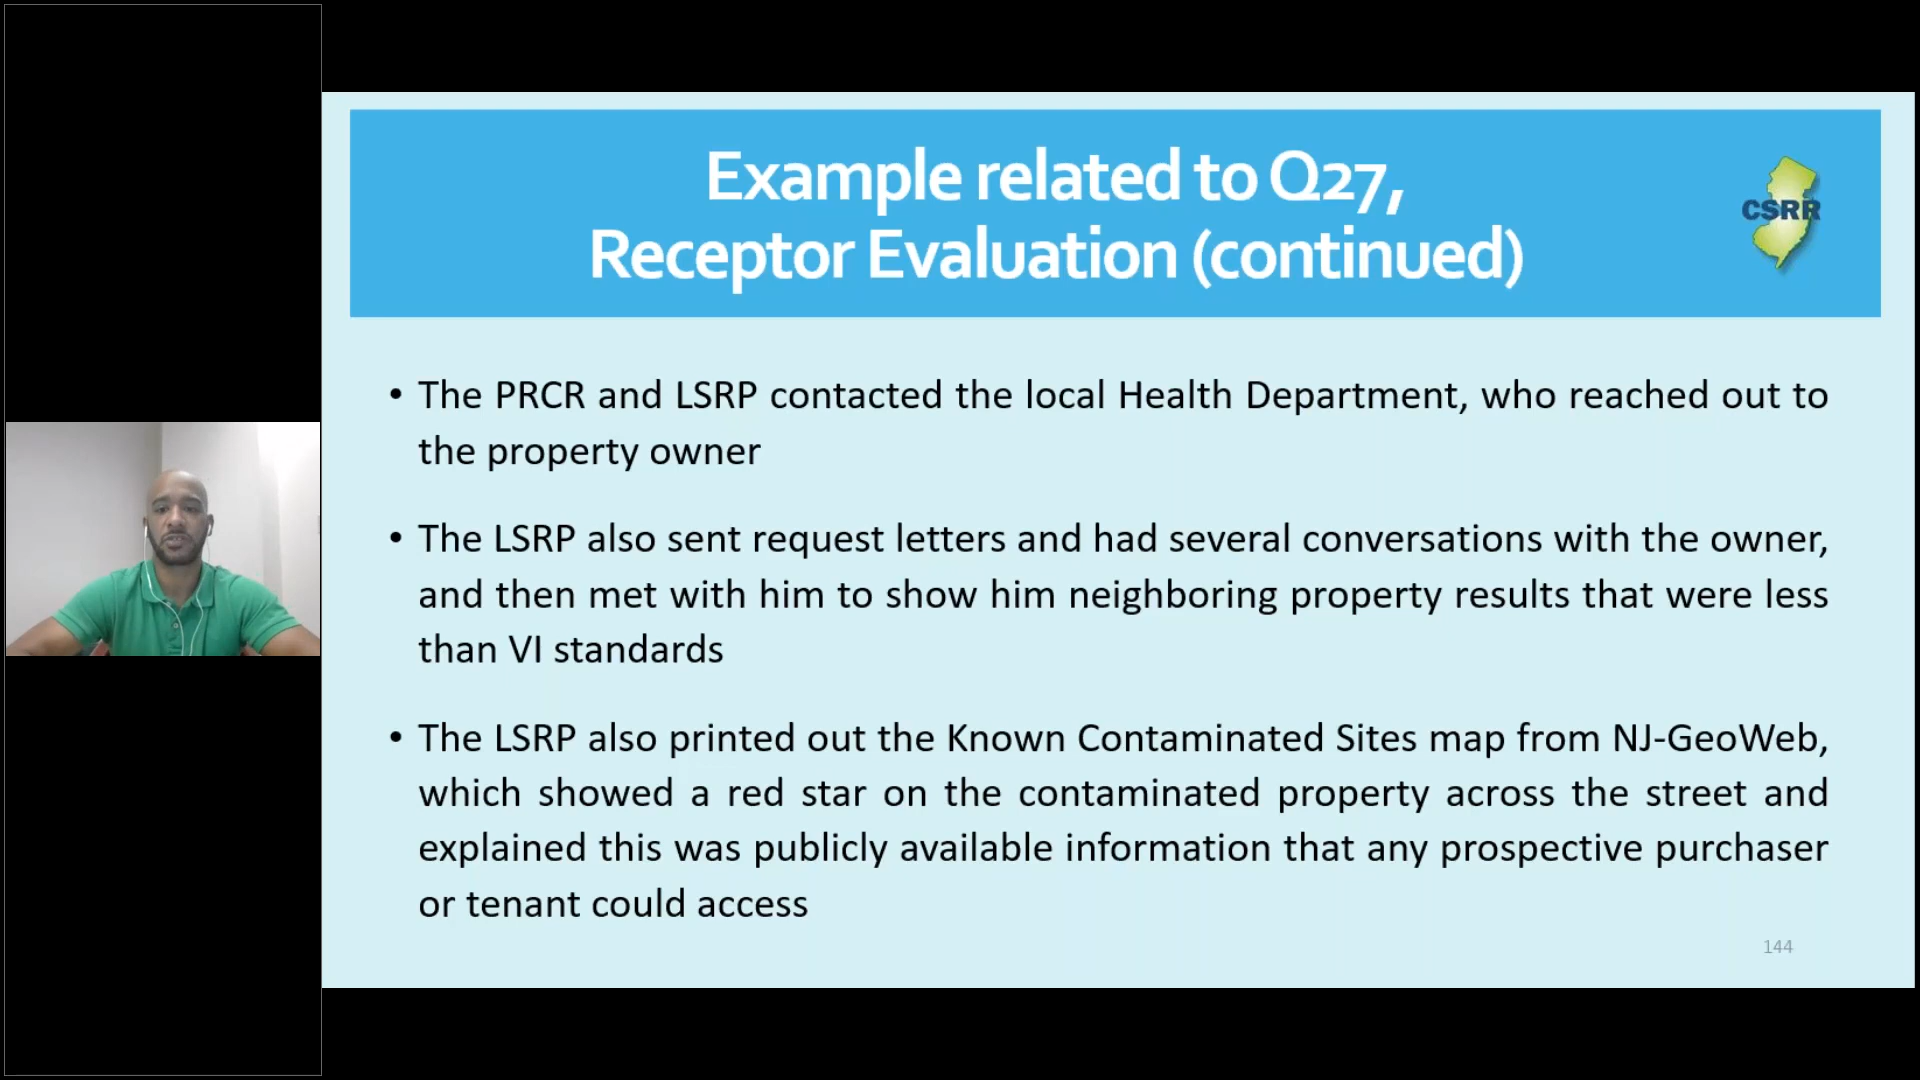 Example related to Q27,
Receptor Evaluation (continued)
CSRR
• The PRCR and LSRP contacted the local Health Department, who reached out to
the property owner
• The LSRP also sent request letters and had several conversations with the owner,
and then met with him to show him neighboring property results that were less
than VI standards
• The LSRP also printed out the Known Contaminated Sites map from NJ-GeoWeb,
which showed a red star on the contaminated property across the street and
explained this was publicly available information that any prospective purchaser
or tenant could access
144